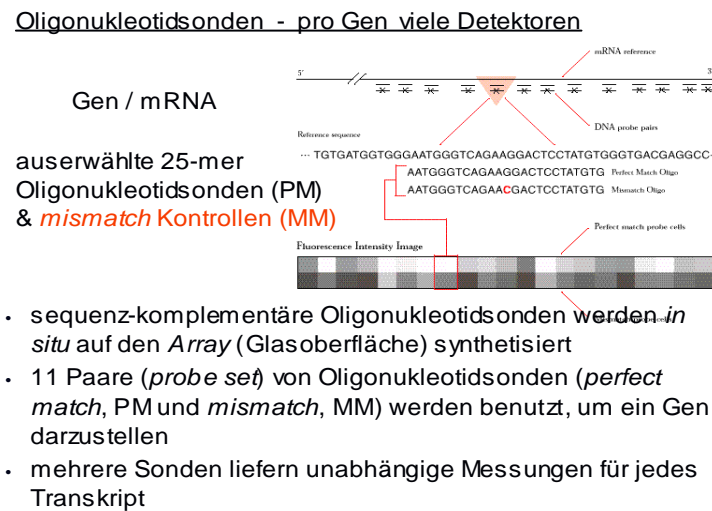 Oligonukleotidsonden - pro Gen viele Detektoren
mRNA reference
5'
3
Gen / mRNA
DNA probe pairs
Reference sequence
··· TGTGATGGTGGGAATGGGTCAGAAGGACTCCTATGTGGGTGACGAGGCC
AATGGGTCAGAAGGACTCCTATGTG Perfect Match Oligo
AATGGGTCAGAACGACTCCTATGTG Mismatch Oligo
auserwählte 25-mer
Oligonukleotidsonden (PM)
& mismatch Kontrollen (MM)
Perfect match probe cells
Fluorescence Intensity Image
• sequenz-komplementäre Oligonukleotidsonden werden in
situ auf den Array (Glasoberfläche) synthetisiert
• 11 Paare (probe set) von Oligonukleotidsonden (perfect
match, PM und mismatch, MM) werden benutzt, um ein Gen
darzustellen
• mehrere Sonden liefern unabhängige Messungen für jedes
Transkript